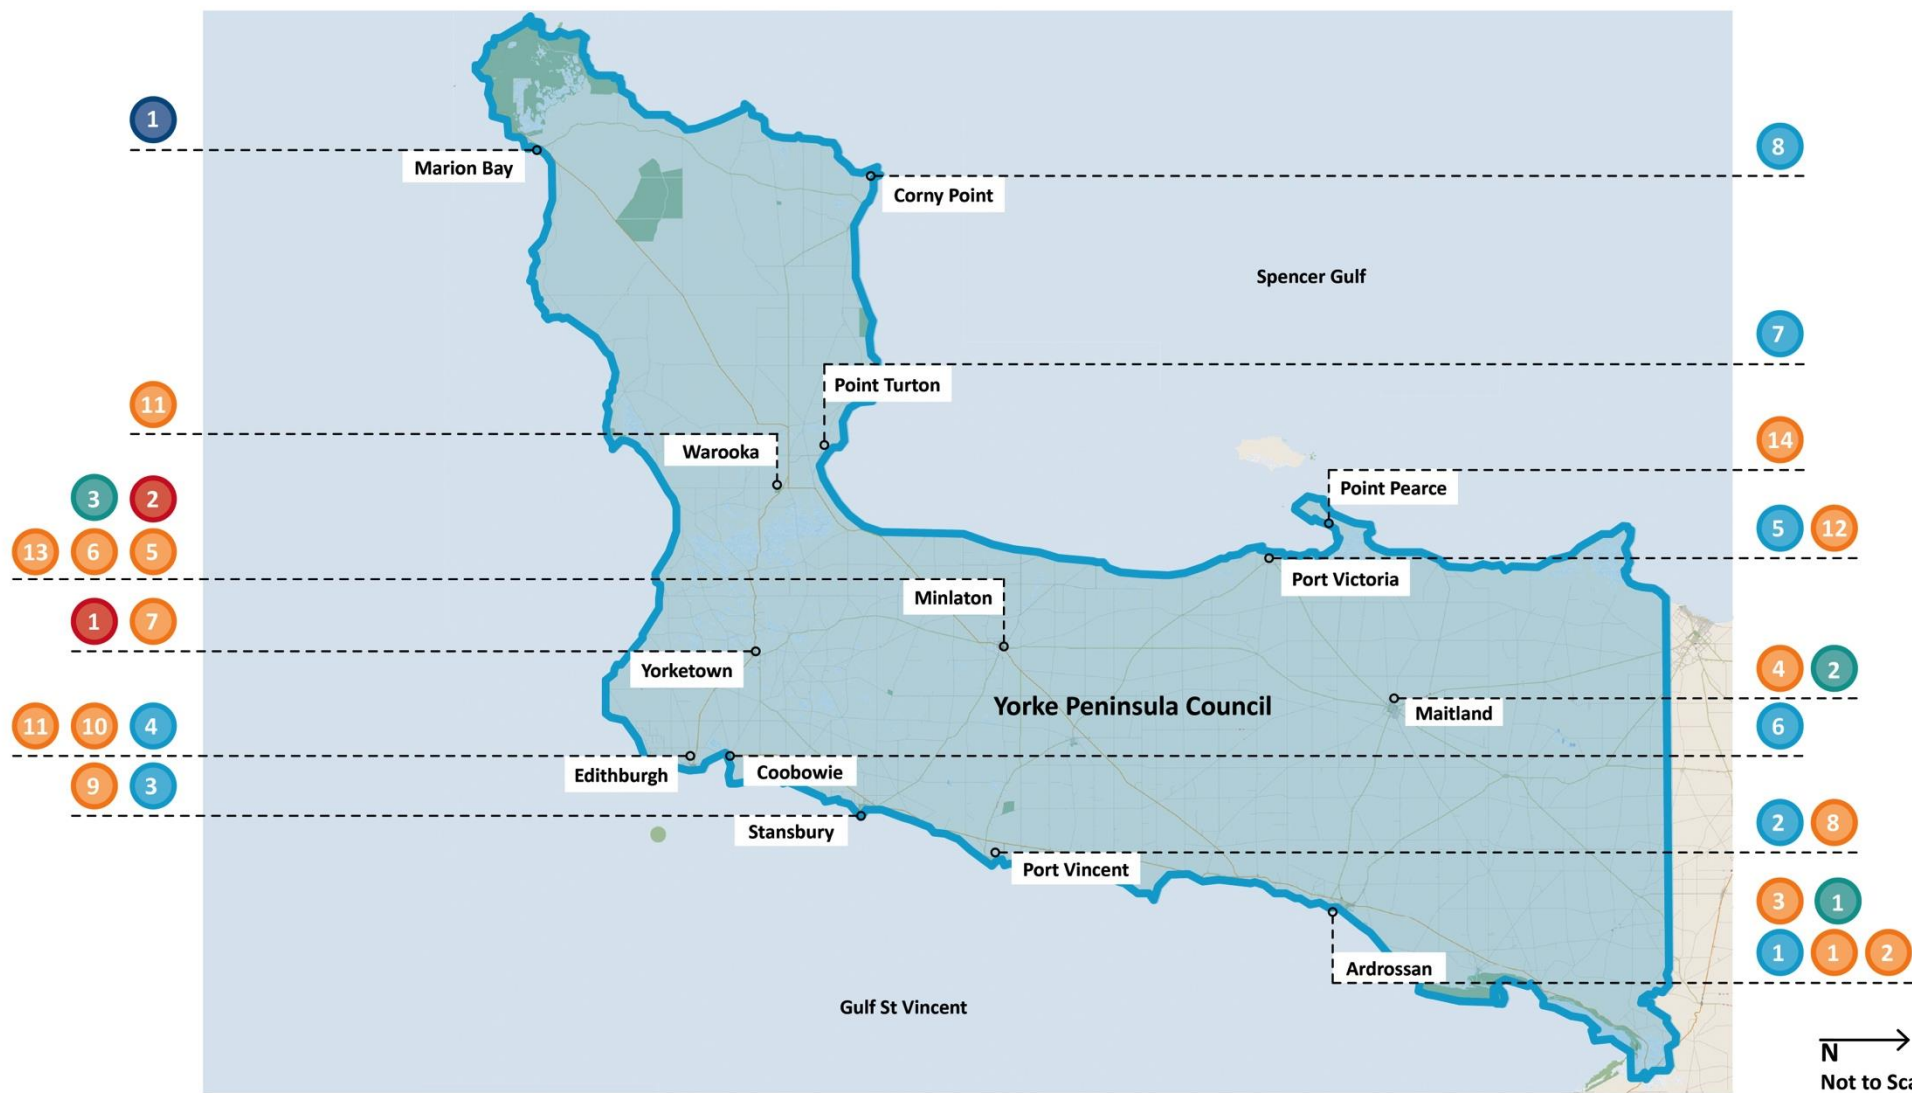 1
Marion Bay
8
Corny Point
Spencer Gulf
7
Point Turton
11
Warooka
14
Point Pearce
3 2
13 6 5
5 12
Port Victoria
Minlaton
1 7
Yorketown
4 2
Maitland
Yorke Peninsula Council
11 10 4
6
Edithburgh
Coobowie
9 3
Stansbury
2 8
Port Vincent
3 1
1 1 2
Ardrossan
Gulf St Vincent
N
Not to Sca